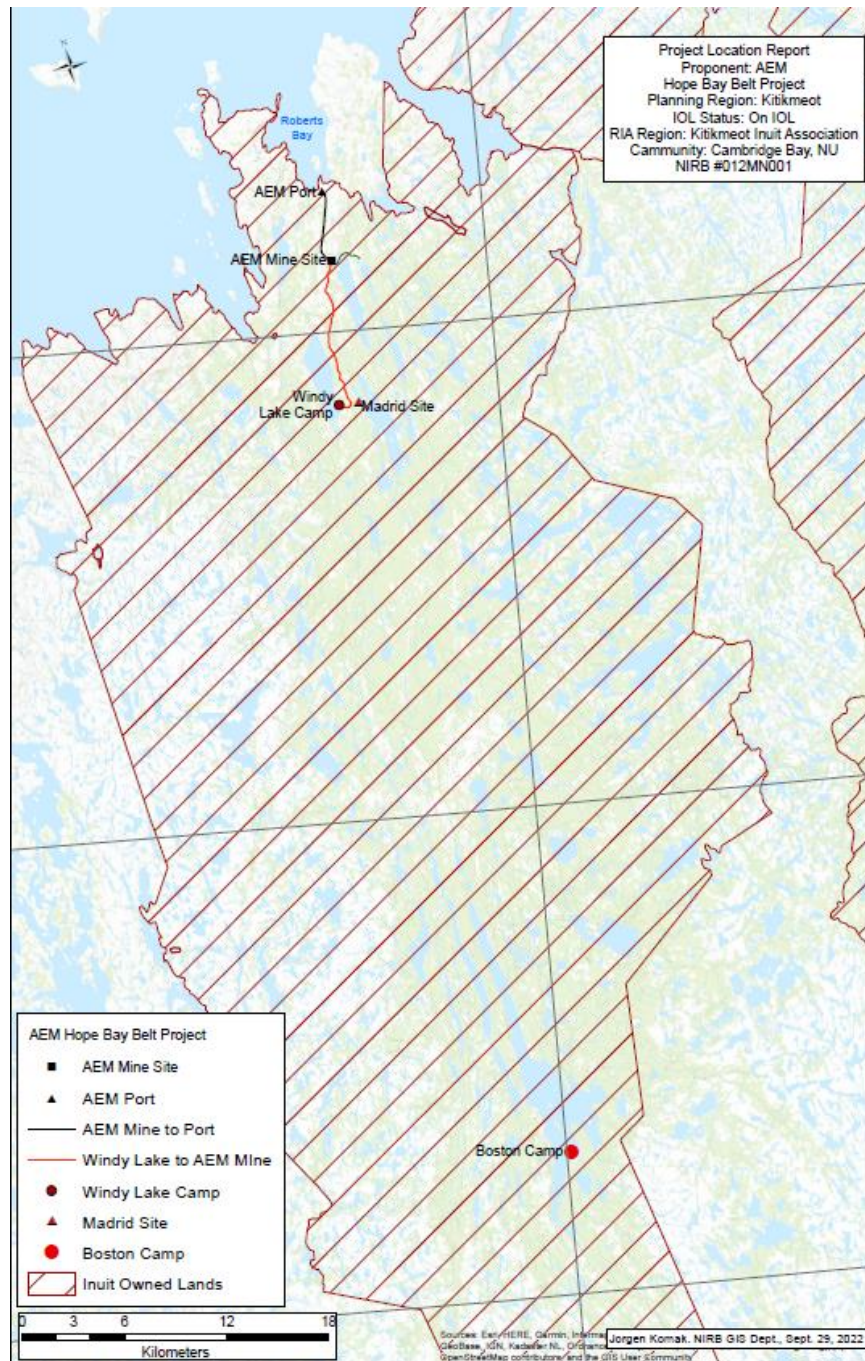 N
Project Location Report
Proponent: AEM
Hope Bay Belt Project
Planning Region: Kitikmeot
IOL Status: On IOL
RIA Region: Kitikmeot Inuit Association
Cammunity: Cambridge Bay, NU
NIRB #012MN001
Roberts
Bay
AEM Port
AEM Mine Site
Windy
Lake Camp
Madrid Site
Boston Camp
AEM Hope Bay Belt Project
AEM Mine Site
AEM Port
AEM Mine to Port
Windy Lake to AEM MIne
Windy Lake Camp
Madrid Site
Boston Camp
Inuit Owned Lands
0 3 6 12 18
Kilometers
Sources: Esri, HERE, Garmin,
GeoBase, IGN, Kadaster NL,
OpenStreetMap contributors, and the GIS User Community
Jorgen Komak. NIRB GIS Dept., Sept. 29, 2022